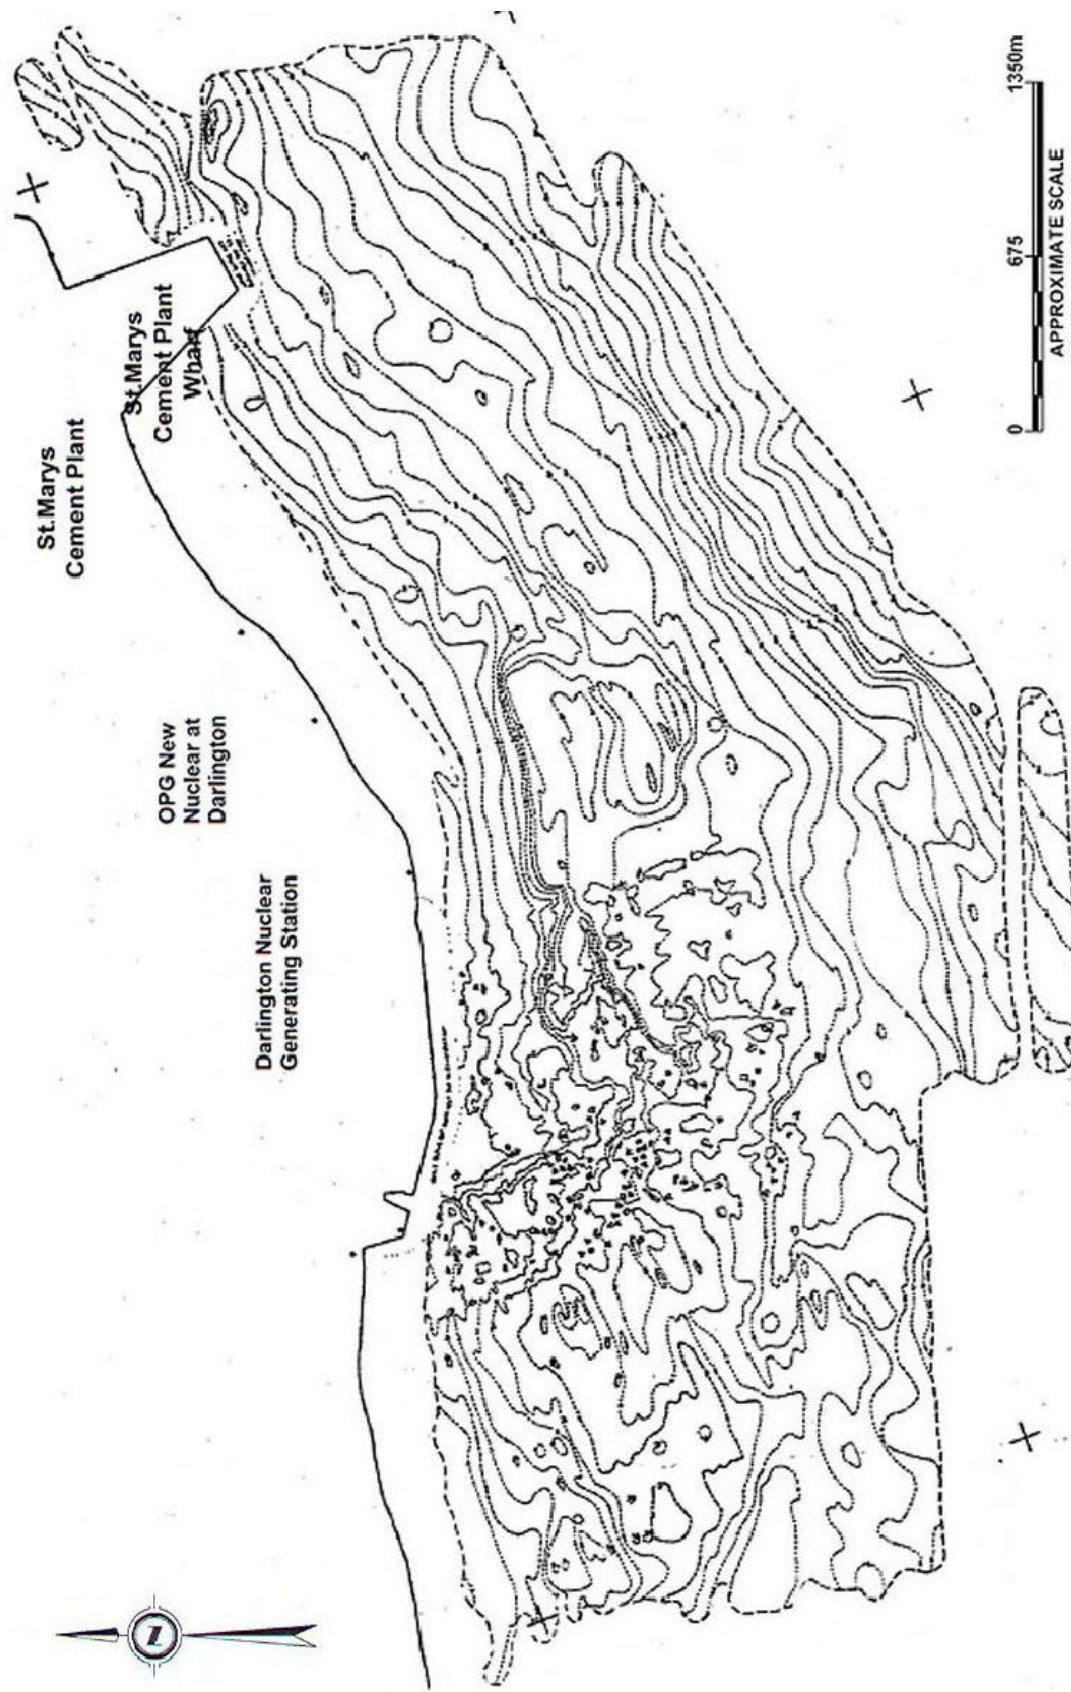 St.Marys
Cement Plant
St.Marys
Cement Plant
Wharf
OPG New
Nuclear at
Darlington
Darlington Nuclear
Generating Station
N
0
675
1350m
APPROXIMATE SCALE